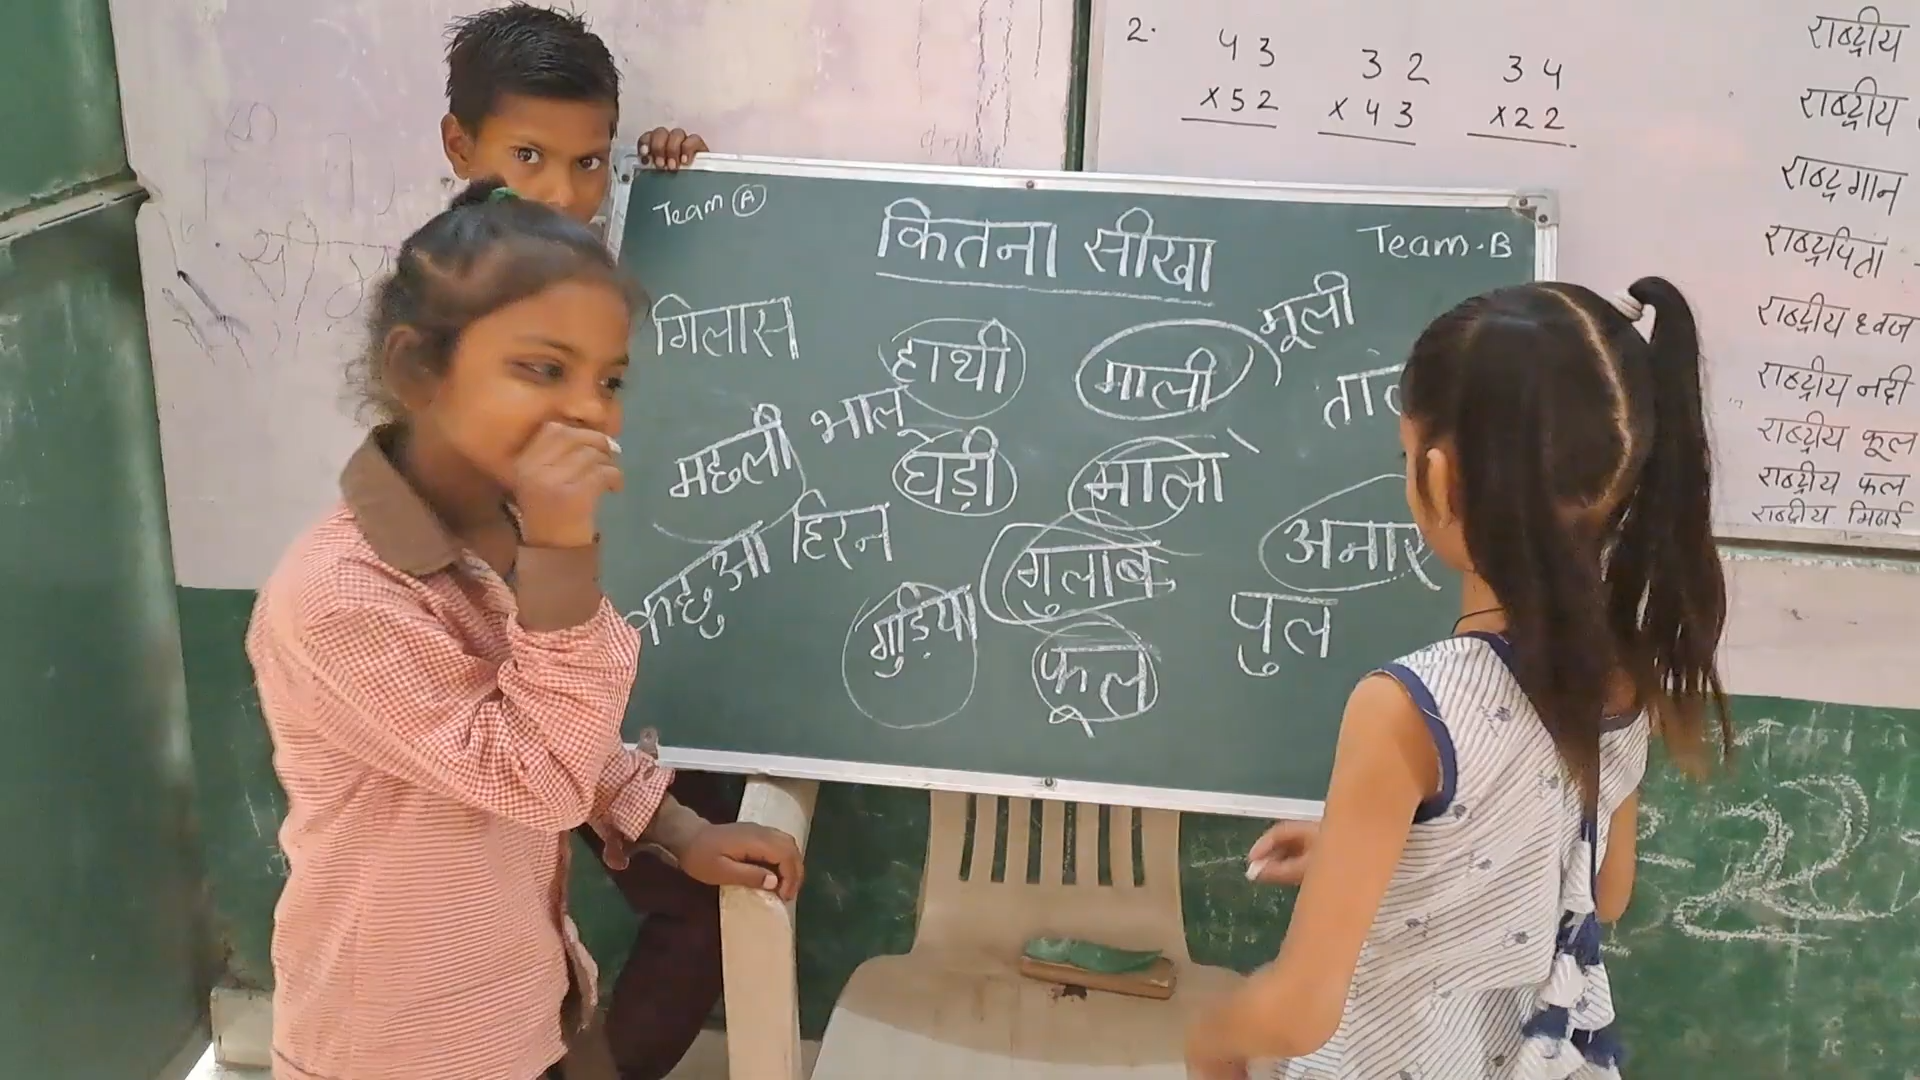 2.
43 32 34
×52 ×43 ×22
राष्ट्रीय
राष्ट्रीय
राष्ट्रगान
राष्ट्रपिता
राष्ट्रीय ध्वज
राष्ट्रीय नदी
राष्ट्रीय फूल
राष्ट्रीय फल
राष्ट्रीय मिठाई
Team A
कितना सीखा
Team-B
गिलास
हाथी
माली
मूली
मछली
भालू
घड़ी
अनार
कछुआ
हिरन
गुलाब
गुड़िया
फूल
पुल